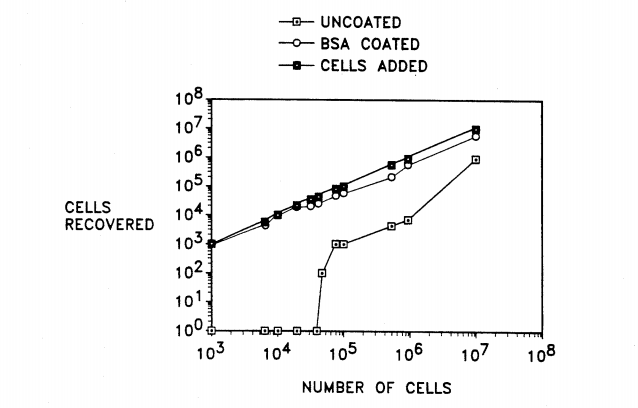 UNCOATED
BSA COATED
CELLS ADDED
10⁸
10⁷
10⁶
10⁵
10⁴
10³
10²
10¹
10⁰
CELLS
RECOVERED
10³ 10⁴ 10⁵ 10⁶ 10⁷ 10⁸
NUMBER OF CELLS